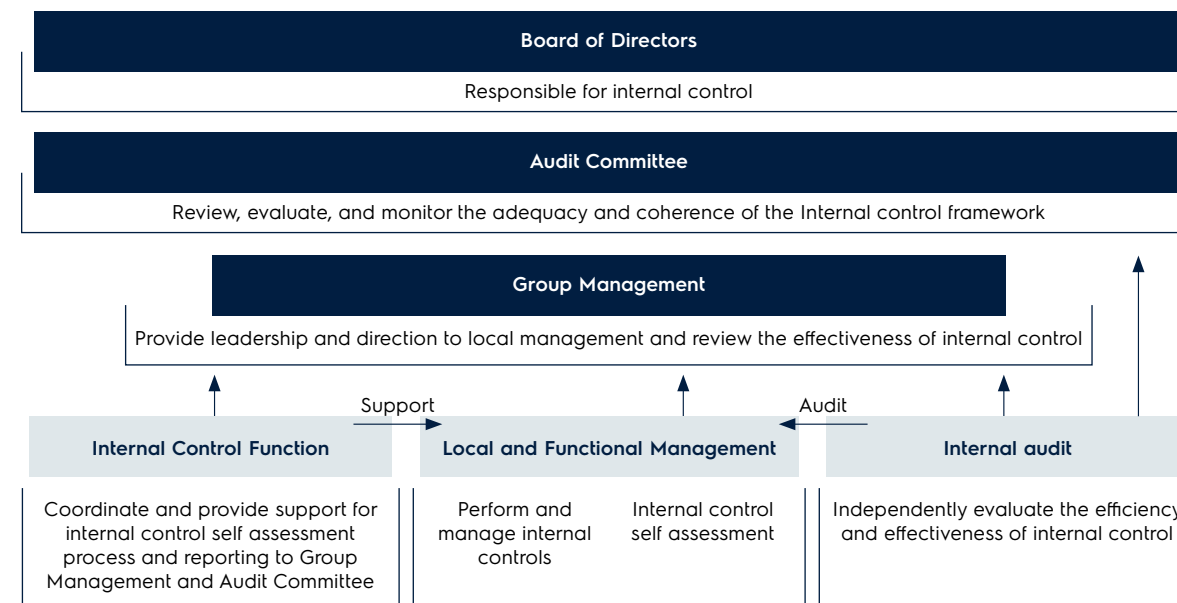 Board of Directors
Responsible for internal control
Audit Committee
Review, evaluate, and monitor the adequacy and coherence of the Internal control framework
Group Management
Provide leadership and direction to local management and review the effectiveness of internal control
Support
Audit
Internal Control Function
Local and Functional Management
Internal audit
Coordinate and provide support for
internal control self assessment
process and reporting to Group
Management and Audit Committee
Perform and
manage internal
controls
Internal control
self assessment
Independently evaluate the efficiency
and effectiveness of internal control